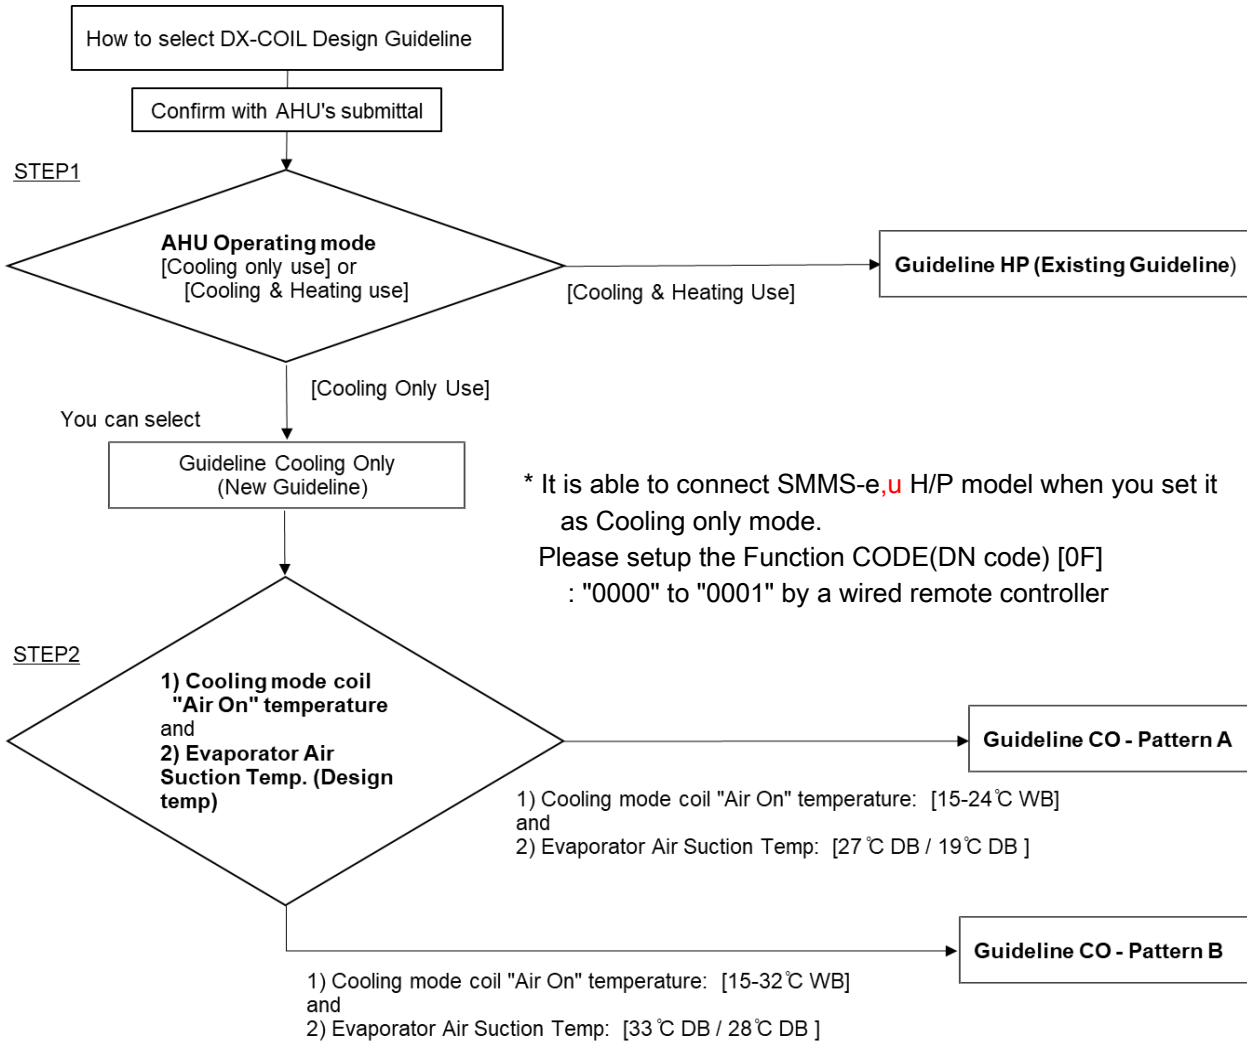 How to select DX-COIL Design Guideline
Confirm with AHU's submittal
STEP1
AHU Operating mode
[Cooling only use] or
[Cooling & Heating use]
[Cooling & Heating Use]
Guideline HP (Existing Guideline)
[Cooling Only Use]
You can select
Guideline Cooling Only
(New Guideline)
* It is able to connect SMMS-e,u H/P model when you set it
as Cooling only mode.
Please setup the Function CODE(DN code) [0F]
: "0000" to "0001" by a wired remote controller
STEP2
1) Cooling mode coil
"Air On" temperature
and
2) Evaporator Air
Suction Temp. (Design
temp)
Guideline CO - Pattern A
1) Cooling mode coil "Air On" temperature: [15-24℃ WB]
and
2) Evaporator Air Suction Temp: [27℃ DB / 19℃ DB ]
Guideline CO - Pattern B
1) Cooling mode coil "Air On" temperature: [15-32℃ WB]
and
2) Evaporator Air Suction Temp: [33℃ DB / 28℃ DB ]